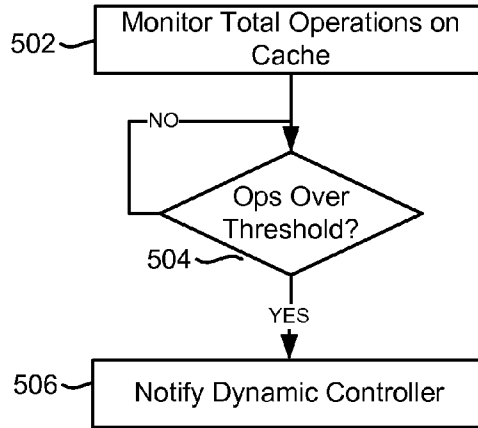 502
Monitor Total Operations on
Cache
NO
Ops Over
Threshold?
504
YES
506
Notify Dynamic Controller